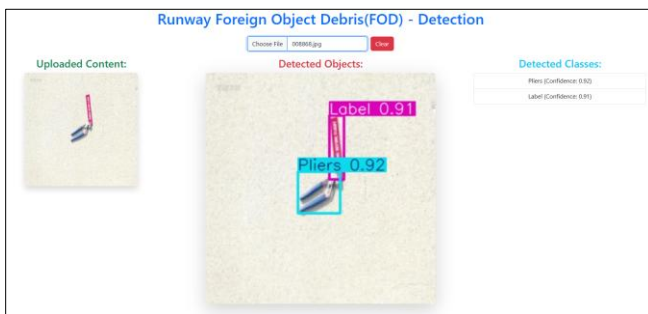 Runway Foreign Object Debris(FOD) - Detection
Choose File 008868.jpg Clear
Uploaded Content:
Detected Objects:
Detected Classes:
Label 0.91
Pliers 0.92
Pliers (Confidence: 0.92)
Label (Confidence: 0.91)